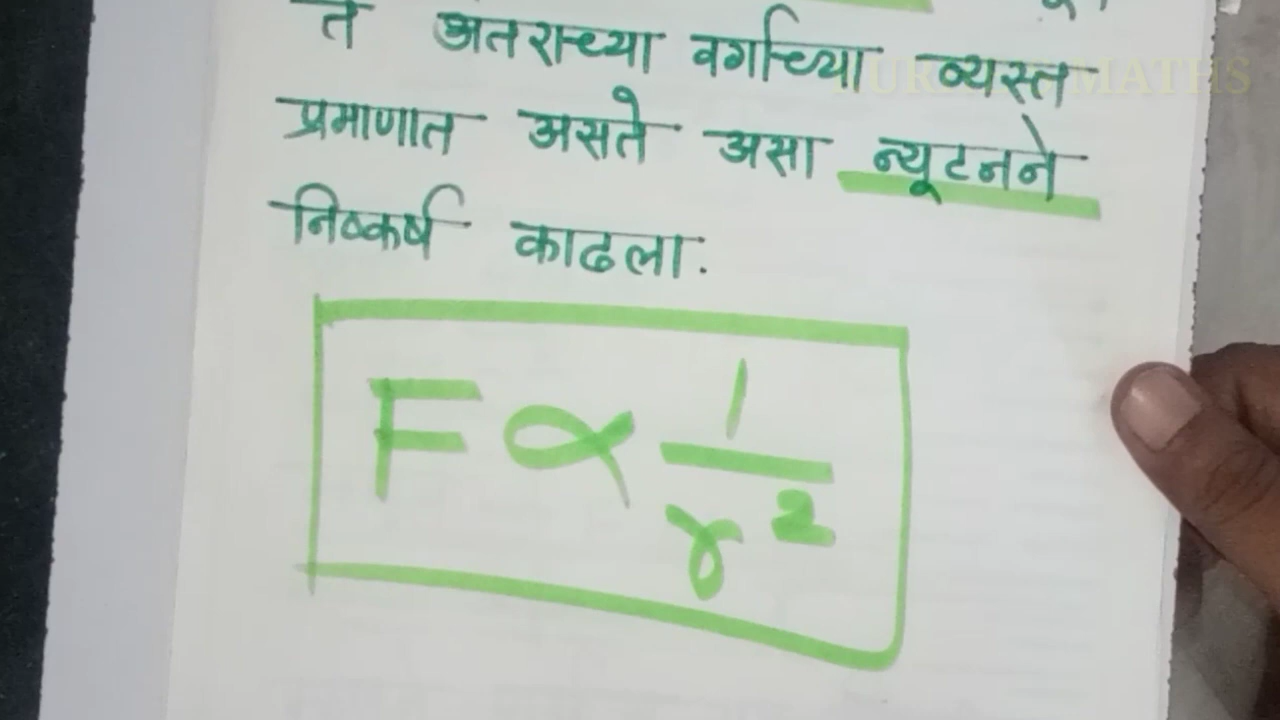 ते अंतराच्या वर्गाच्या व्यस्त
प्रमाणात असते असा न्यूटनने
निष्कर्ष काढला.
F ∝ 1/r²